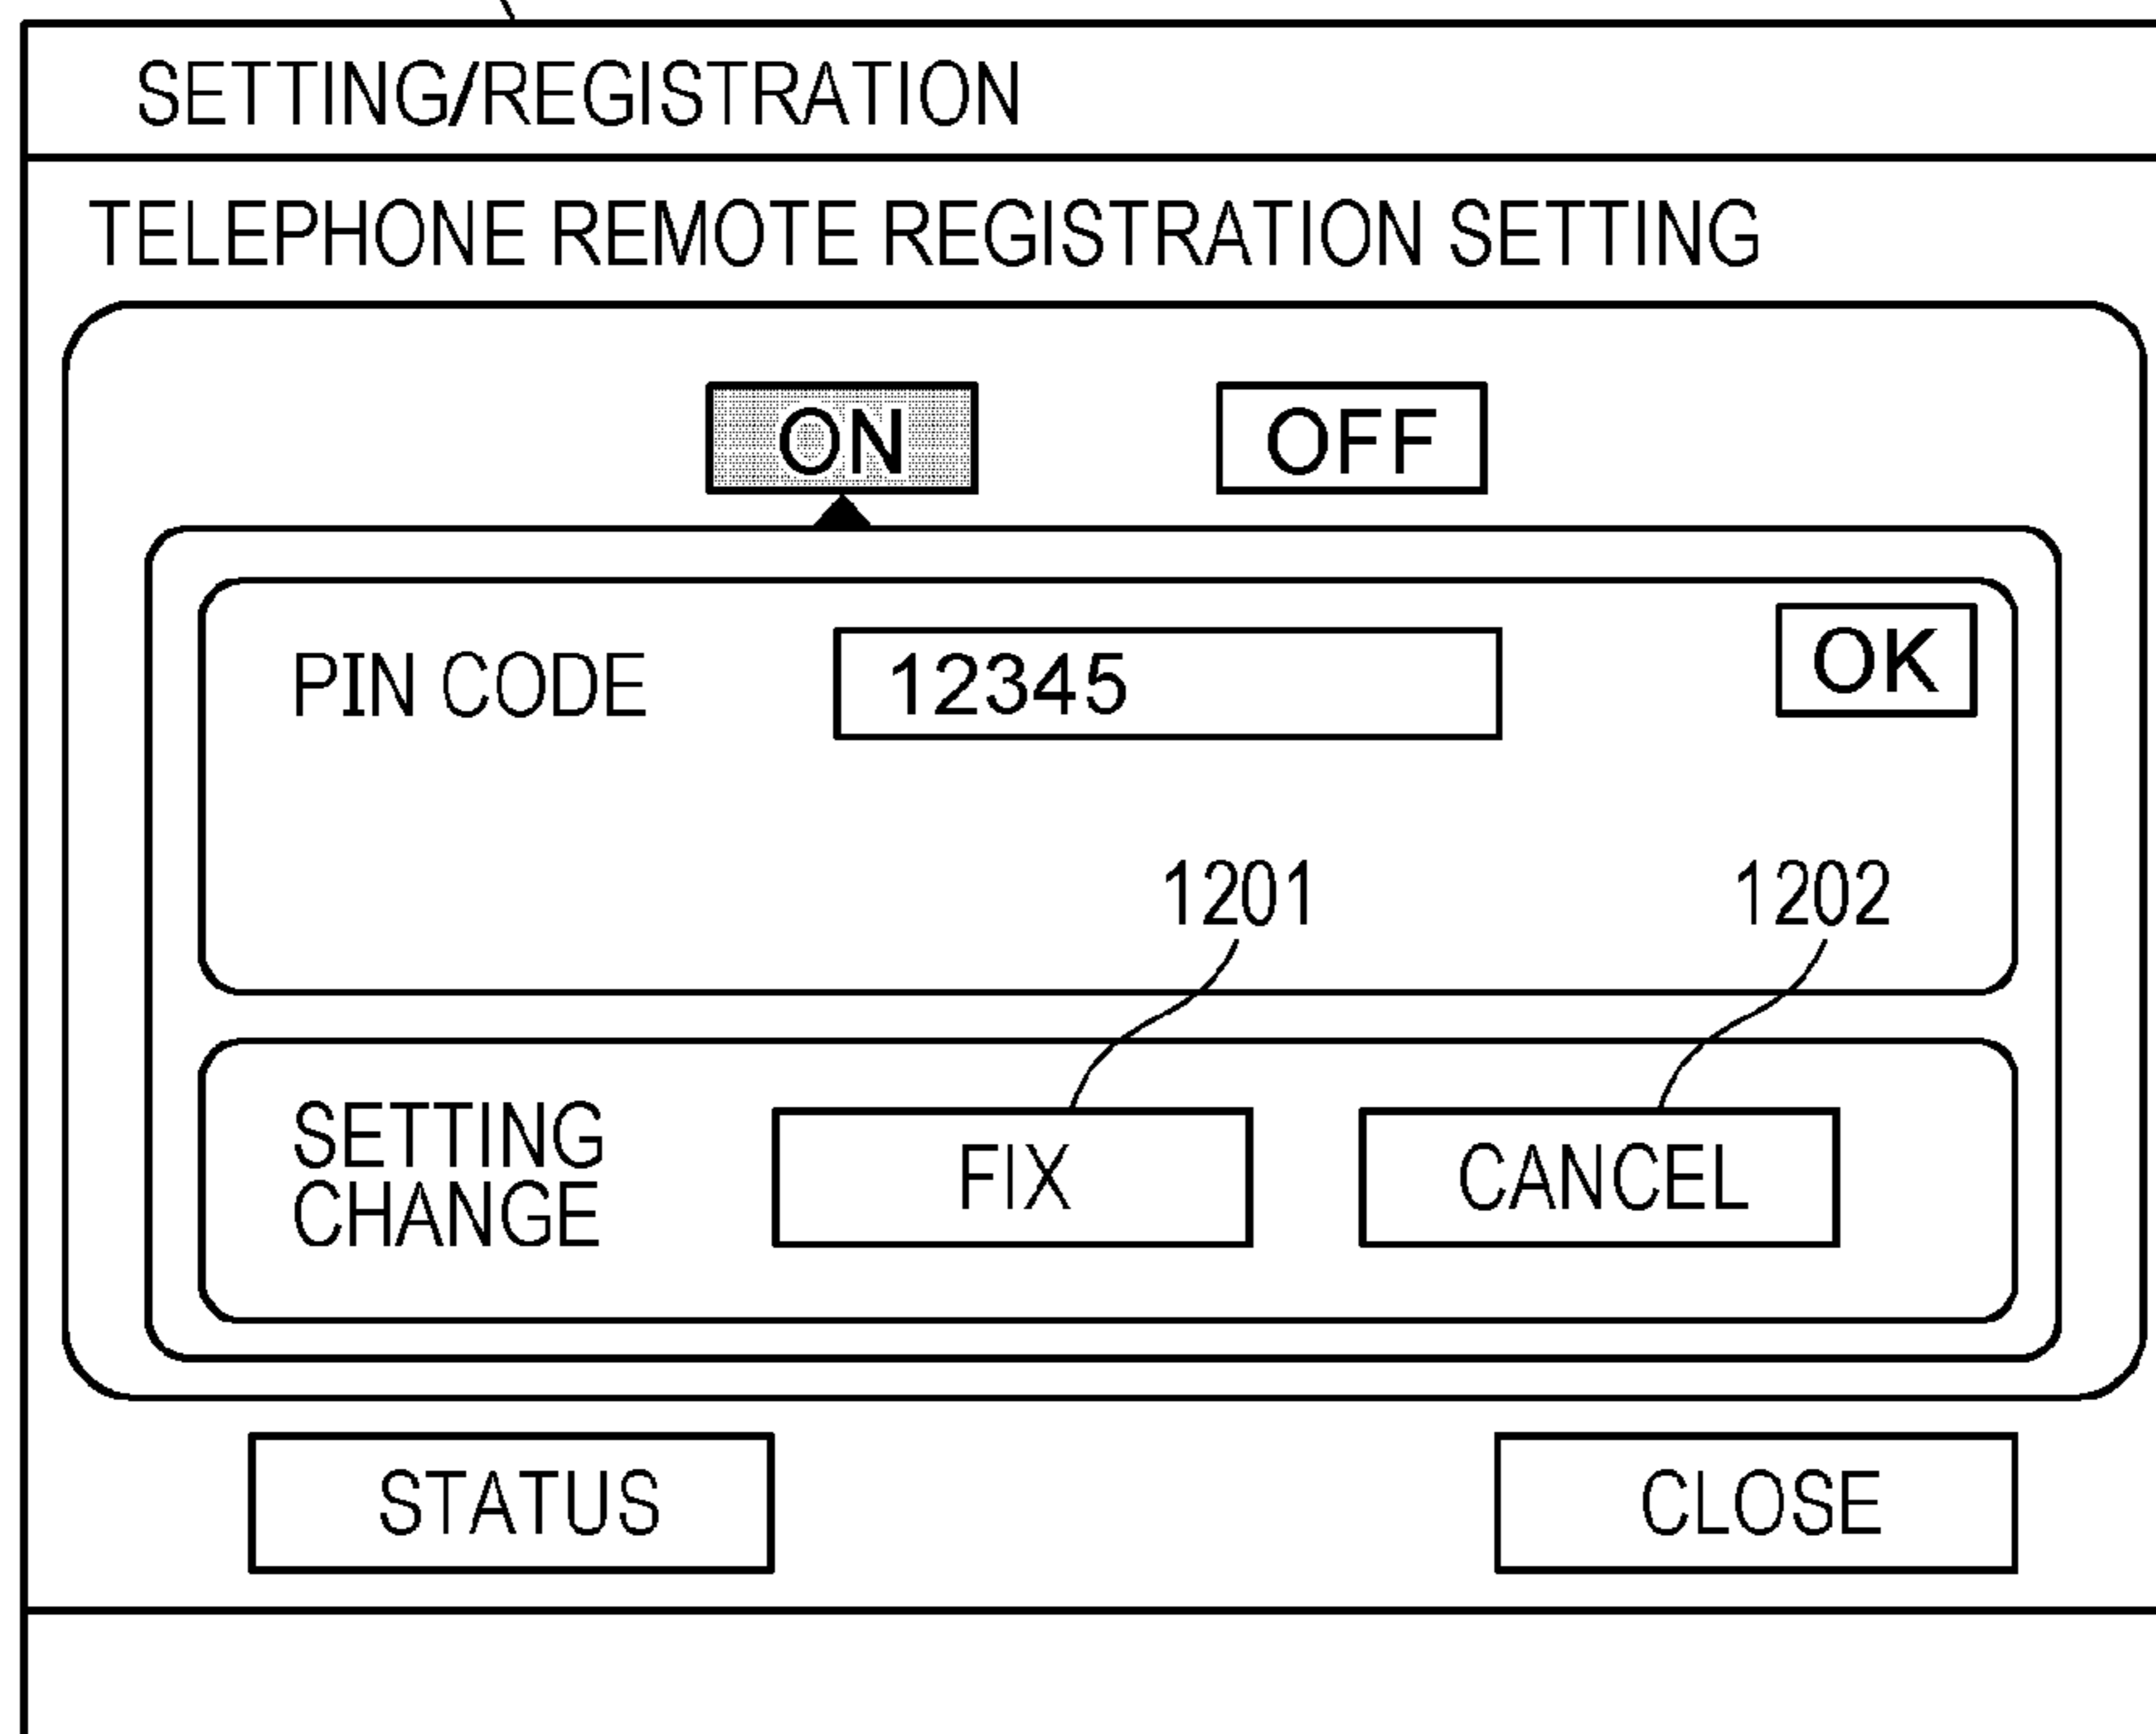 SETTING/REGISTRATION
TELEPHONE REMOTE REGISTRATION SETTING
ON OFF
PIN CODE 12345 OK
1201 1202
SETTING
CHANGE
FIX CANCEL
STATUS CLOSE